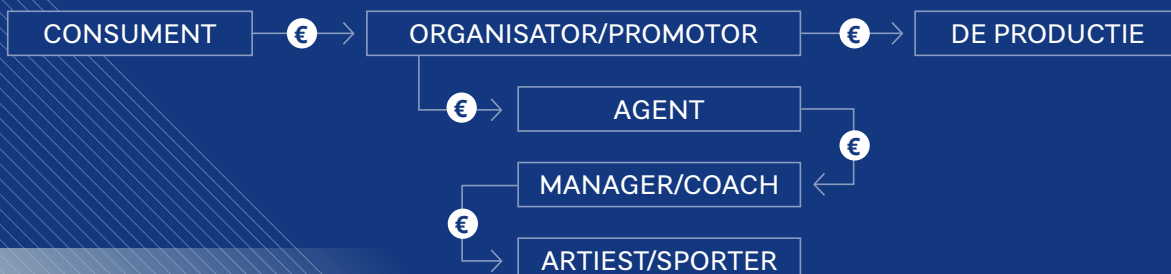 CONSUMENT € ORGANISATOR/PROMOTOR € DE PRODUCTIE
€ AGENT
€
MANAGER/COACH
€
ARTIEST/SPORTER